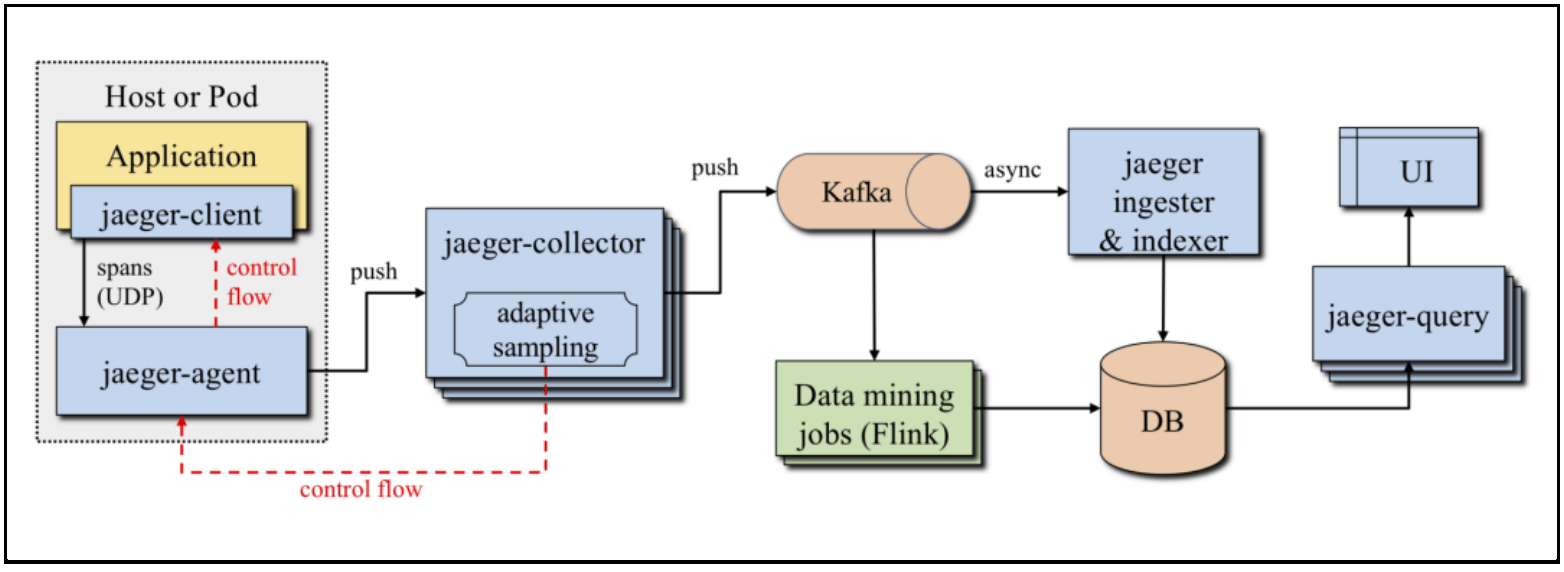 Host or Pod
Application
jaeger-client
spans
(UDP)
control
flow
jaeger-agent
push
jaeger-collector
adaptive
sampling
control flow
push
Kafka
async
jaeger
ingester
& indexer
Data mining
jobs (Flink)
DB
UI
jaeger-query